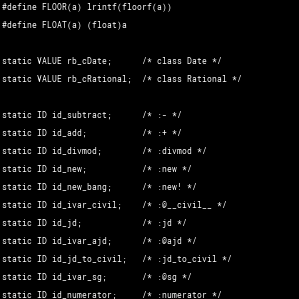 #define FLOOR(a) lrintf(floorf(a))
#define FLOAT(a) (float)a
static VALUE rb_cDate; /* class Date */
static VALUE rb_cRational; /* class Rational */
static ID id_subtract; /* :- */
static ID id_add; /* :+ */
static ID id_divmod; /* :divmod */
static ID id_new; /* :new */
static ID id_new_bang; /* :new! */
static ID id_ivar_civil; /* :@__civil__ */
static ID id_jd; /* :jd */
static ID id_ivar_ajd; /* :@ajd */
static ID id_jd_to_civil; /* :jd_to_civil */
static ID id_ivar_sg; /* :@sg */
static ID id_numerator; /* :numerator */